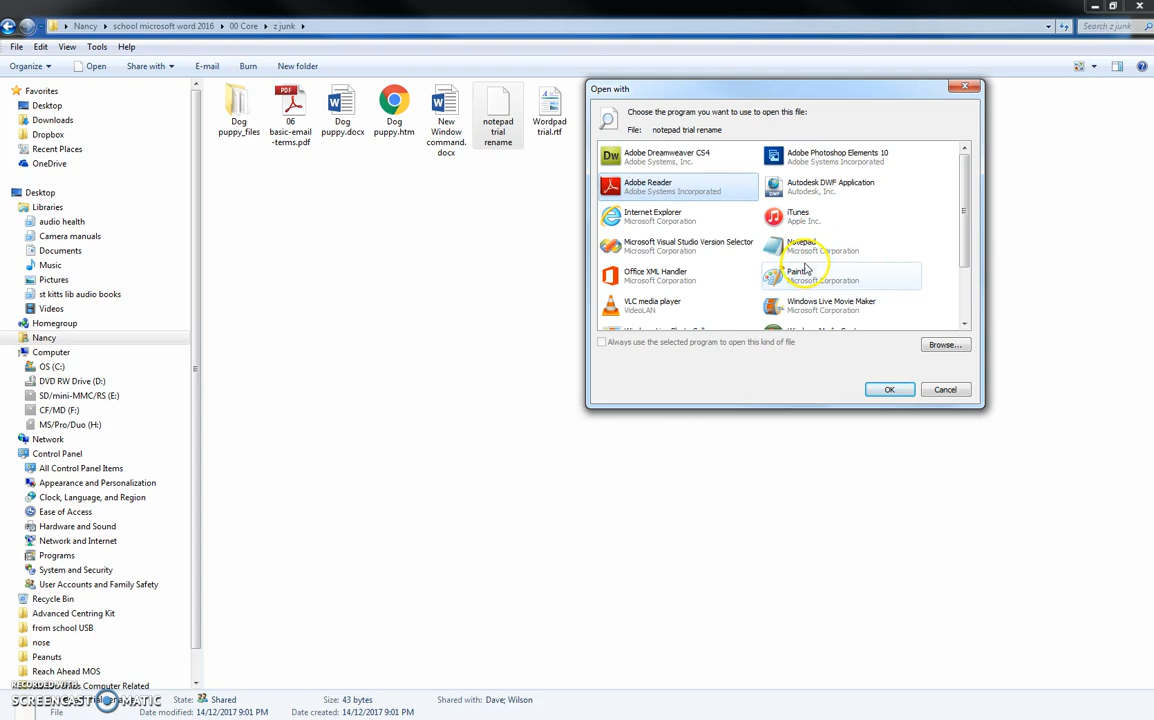 Nancy ▸ school microsoft word 2016 ▸ 00 Core ▸ z junk ▸
Search z junk
File Edit View Tools Help
Organize Open Share with E-mail Burn New folder
Favorites
Desktop
Downloads
Dropbox
Recent Places
OneDrive
Desktop
Libraries
audio health
Camera manuals
Documents
Music
Pictures
st kitts lib audio books
Videos
Homegroup
Nancy
Computer
OS (C:)
DVD RW Drive (D:)
SD/mini-MMC/RS (E:)
CF/MD (F:)
MS/Pro/Duo (H:)
Network
Control Panel
All Control Panel Items
Appearance and Personalization
Clock, Language, and Region
Ease of Access
Hardware and Sound
Network and Internet
Programs
System and Security
User Accounts and Family Safety
Recycle Bin
Advanced Centring Kit
from school USB
nose
Peanuts
Reach Ahead MOS
Computer Related
Dog
puppy_files
PDF
06
basic-email
-terms.pdf
Dog
puppy.docx
Dog
puppy.htm
New
Window
command.
docx
notepad
trial
rename
Wordpad
trial.rtf
Open with
Choose the program you want to use to open this file:
File: notepad trial rename
Dw
Adobe Dreamweaver CS4
Adobe Systems, Inc.
Adobe Photoshop Elements 10
Adobe Systems Incorporated
Adobe Reader
Adobe Systems Incorporated
Autodesk DWF Application
Autodesk, Inc.
Internet Explorer
Microsoft Corporation
iTunes
Apple Inc.
Microsoft Visual Studio Version Selector
Microsoft Corporation
Notepad
Microsoft Corporation
Office XML Handler
Microsoft Corporation
Paint
Microsoft Corporation
VLC media player
VideoLAN
Windows Live Movie Maker
Microsoft Corporation
Always use the selected program to open this kind of file
Browse...
OK Cancel
RECORDED WITH
SCREENCAST MATIC
State: Shared Size: 43 bytes Shared with: Dave; Wilson
File Date modified: 14/12/2017 9:01 PM Date created: 14/12/2017 9:01 PM